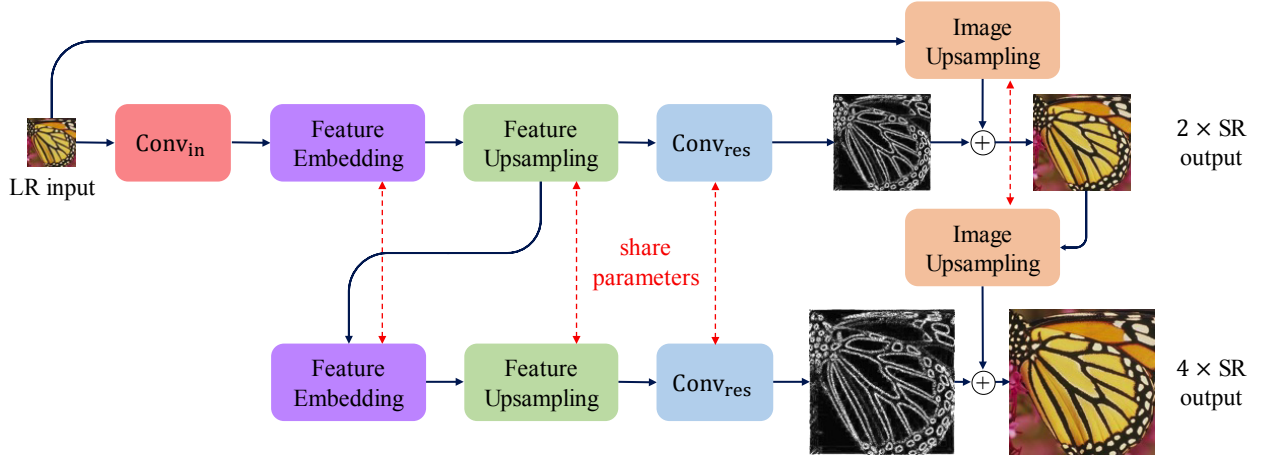 Image
Upsampling
LR input
Conv_in
Feature
Embedding
Feature
Upsampling
Conv_res
+
2 × SR
output
share
parameters
Image
Upsampling
Feature
Embedding
Feature
Upsampling
Conv_res
+
4 × SR
output